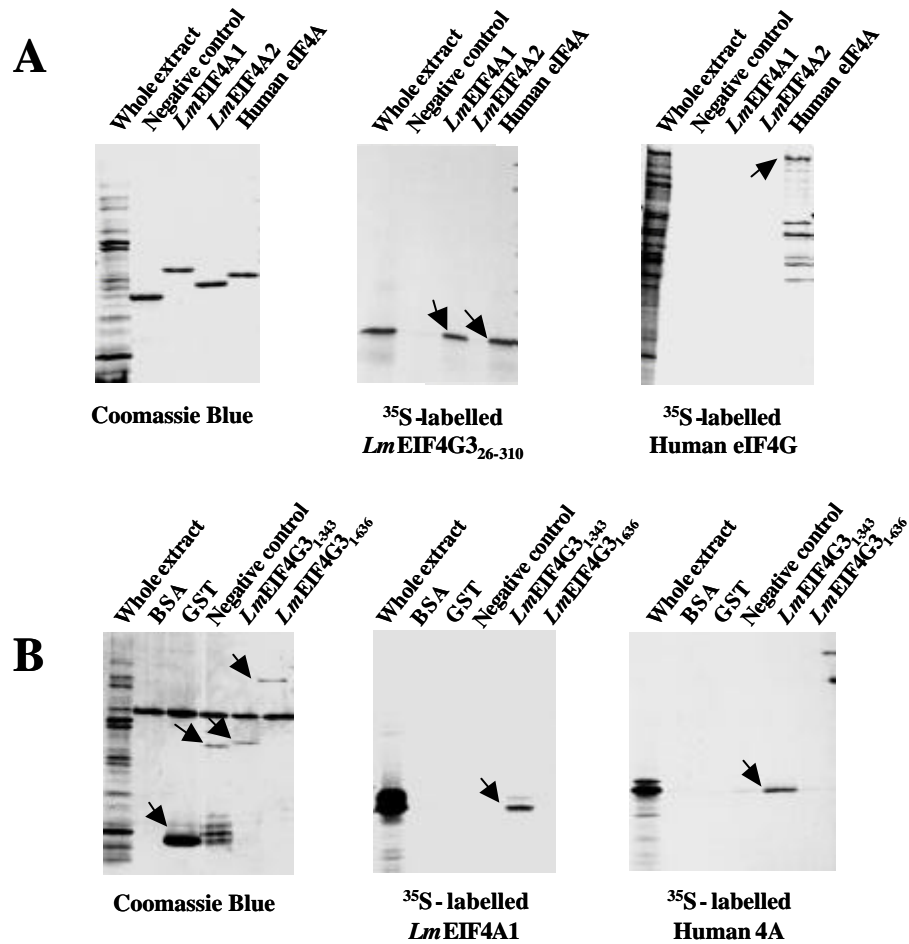 A
Whole extract
Negative control
LmEIF4A1
LmEIF4A2
Human eIF4A
Whole extract
Negative control
LmEIF4A1
LmEIF4A2
Human eIF4A
Whole extract
Negative control
LmEIF4A1
LmEIF4A2
Human eIF4A
Coomassie Blue
35S-labelled
LmEIF4G326-310
35S-labelled
Human eIF4G
B
Whole extract
BSA
GST
Negative control
LmEIF4G31-343
LmEIF4G31-636
Whole extract
BSA
GST
Negative control
LmEIF4G31-343
LmEIF4G31-636
Whole extract
BSA
GST
Negative control
LmEIF4G31-343
LmEIF4G31-636
Coomassie Blue
35S- labelled
LmEIF4A1
35S- labelled
Human 4A